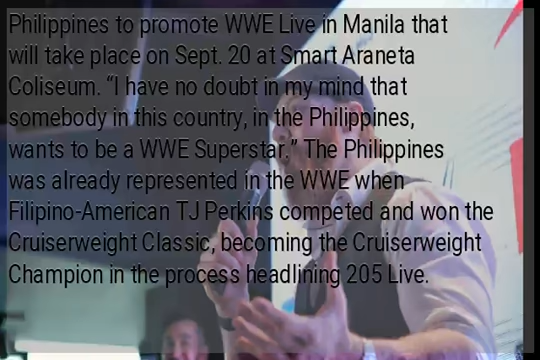 Philippines to promote WWE Live in Manila that
will take place on Sept. 20 at Smart Araneta
Coliseum. “I have no doubt in my mind that
somebody in this country, in the Philippines,
wants to be a WWE Superstar.” The Philippines
was already represented in the WWE when
Filipino-American TJ Perkins competed and won the
Cruiserweight Classic, becoming the Cruiserweight
Champion in the process headlining 205 Live.